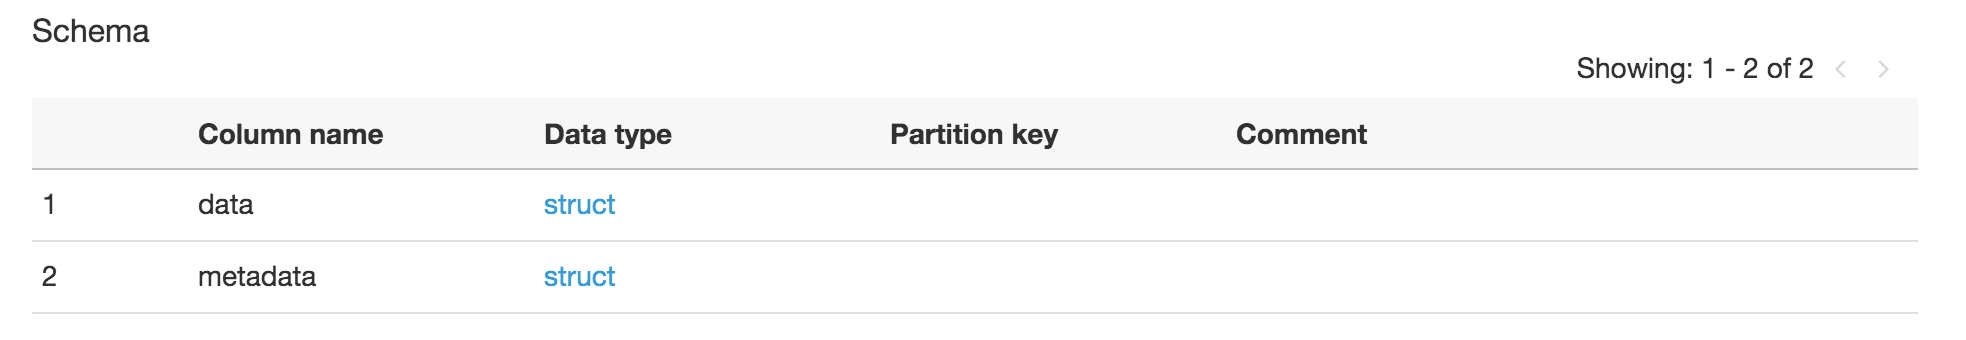 Schema
Showing: 1 - 2 of 2
Column name Data type Partition key Comment
1 data struct
2 metadata struct